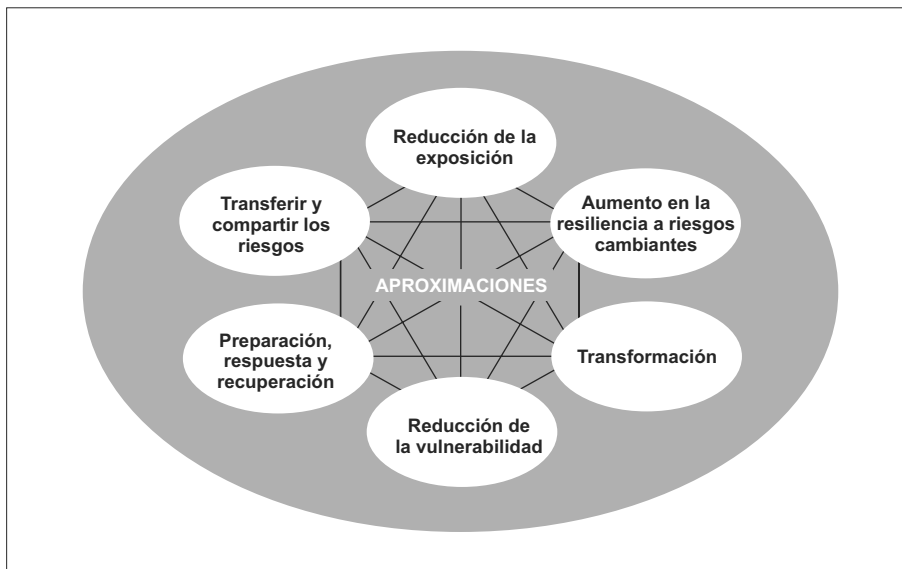 Reducción de la
exposición
Transferir y
compartir los
riesgos
Aumento en la
resiliencia a riesgos
cambiantes
APROXIMACIONES
Preparación,
respuesta y
recuperación
Transformación
Reducción de
la vulnerabilidad